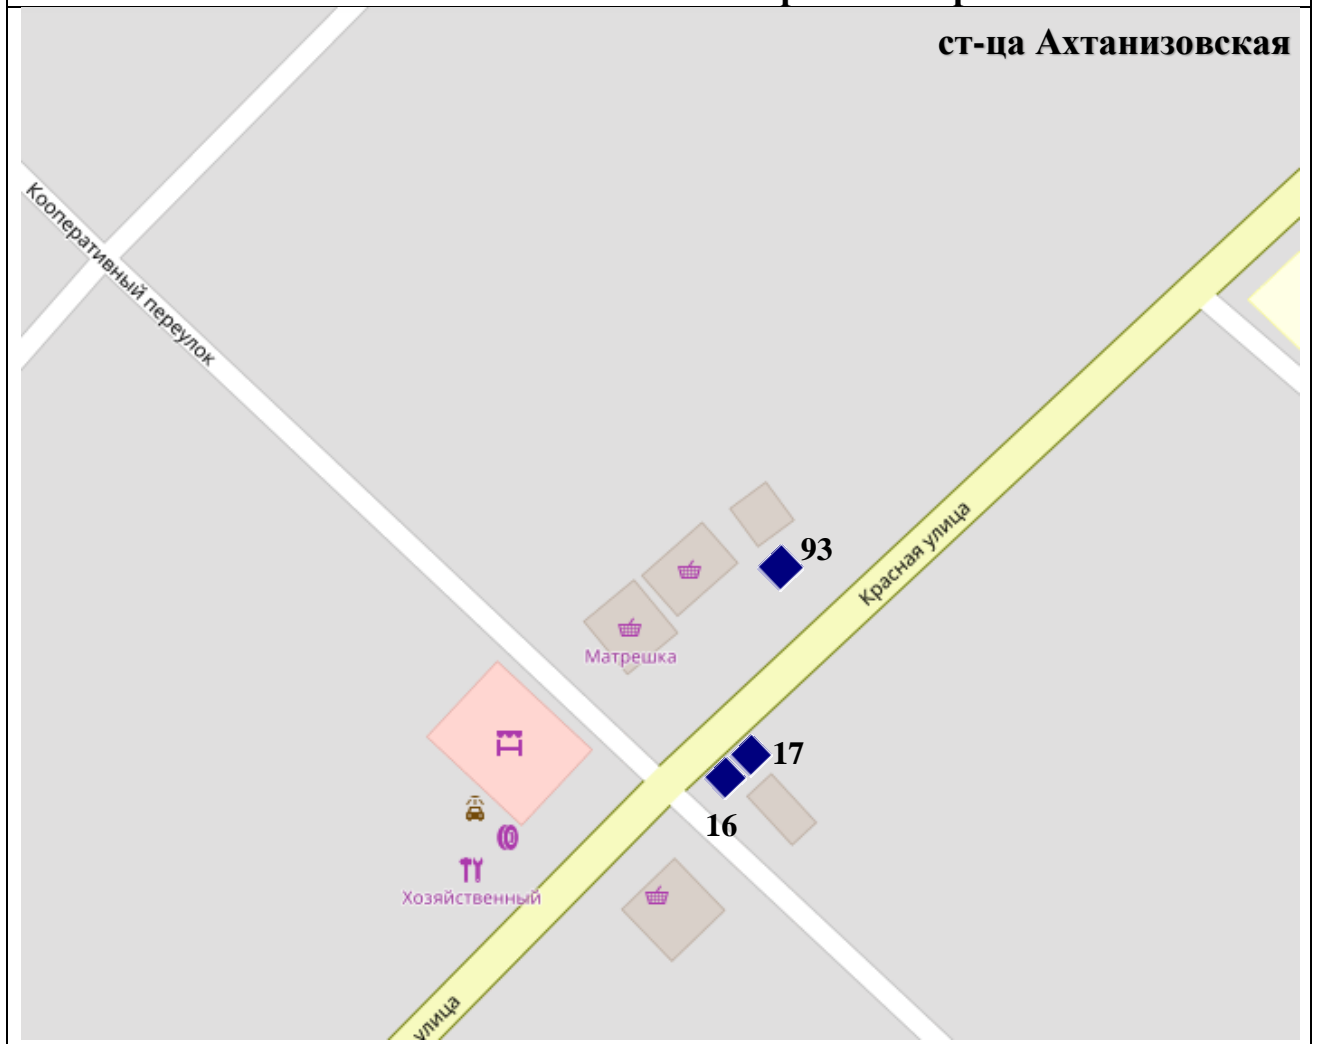 ст-ца Ахтанизовская
Кооперативный переулок
Красная улица
93
Матрешка
17
16
Хозяйственный
улица